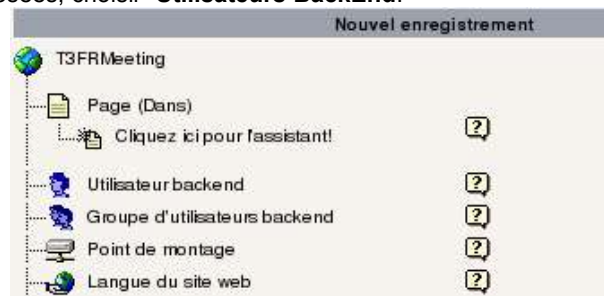 choisir Utilisateurs BackEnd.
Nouvel enregistrement
T3FRMeeting
Page (Dans)
Cliquez ici pour l'assistant!
Utilisateur backend
Groupe d'utilisateurs backend
Point de montage
Langue du site web